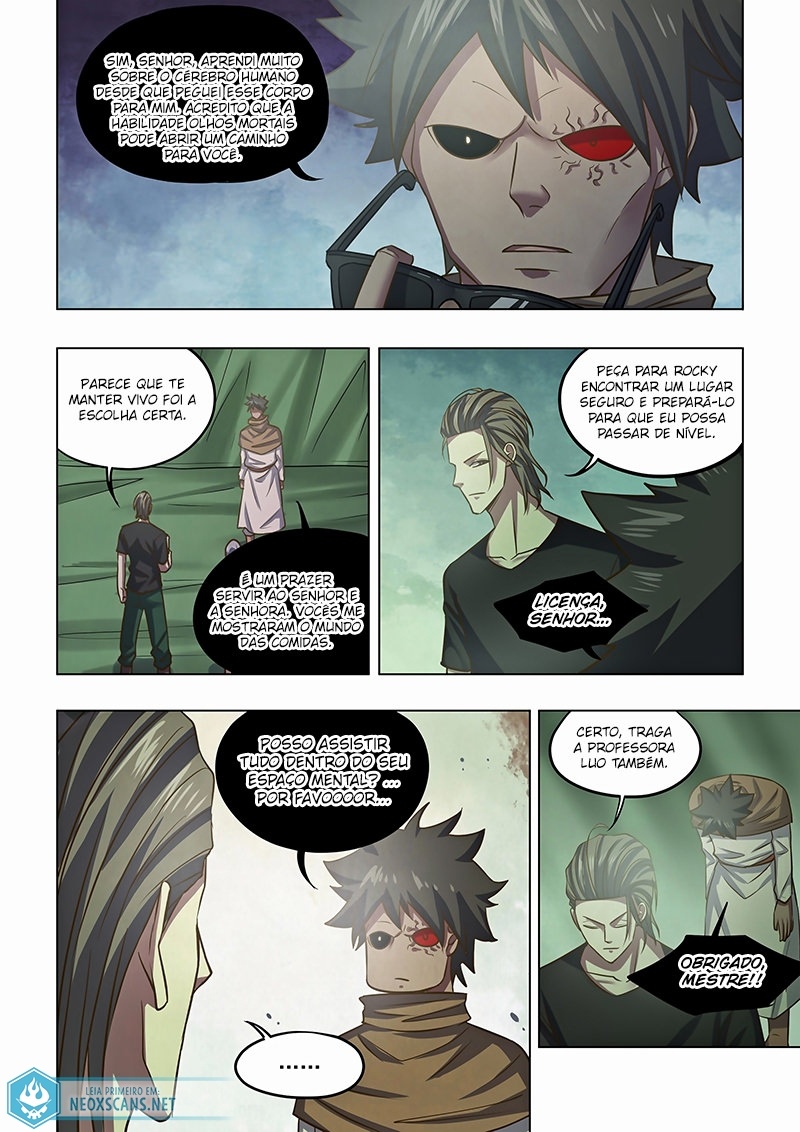 SIM, SENHOR, APRENDI MUITO
SOBRE O CÉREBRO HUMANO
DESDE QUE PEGUEI ESSE CORPO
PARA MIM. ACREDITO QUE A
HABILIDADE OLHOS MORTAIS
PODE ABRIR UM CAMINHO
PARA VOCÊ.
PARECE QUE TE
MANTER VIVO FOI A
ESCOLHA CERTA.
É UM PRAZER
SERVIR AO SENHOR E
A SENHORA. VOCÊS ME
MOSTRARAM O MUNDO
DAS COMIDAS.
PEÇA PARA ROCKY
ENCONTRAR UM LUGAR
SEGURO E PREPARÁ-LO
PARA QUE EU POSSA
PASSAR DE NÍVEL.
LICENÇA,
SENHOR...
POSSO ASSISTIR
TUDO DENTRO DO SEU
ESPAÇO MENTAL? ...
POR FAVOOOOR...
......
CERTO, TRAGA
A PROFESSORA
LUO TAMBÉM.
OBRIGADO,
MESTRE!!
LEIA PRIMEIRO EM:
NEOXSCANS.NET